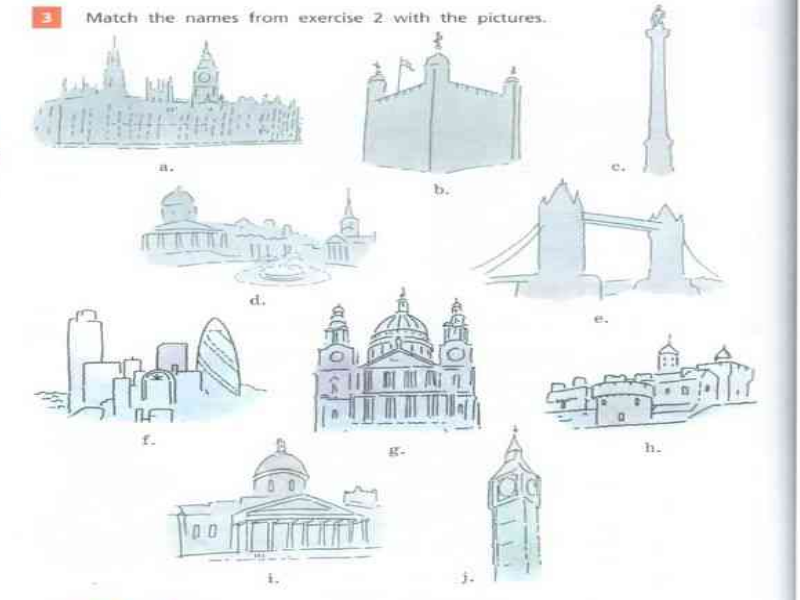 3 Match the names from exercise 2 with the pictures.
a.
b.
c.
d.
e.
f.
g.
h.
i.
j.